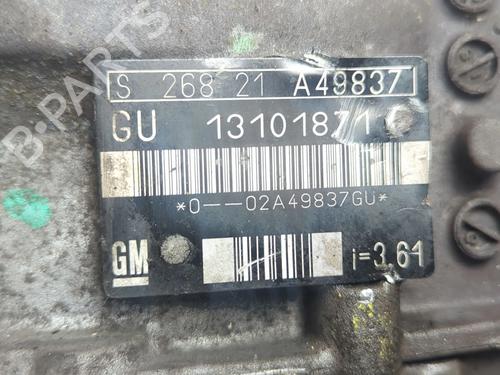 S 268 21 A49837
GU 13101871
*0--02A49837GU*
GM i=3.61
B-PARTS